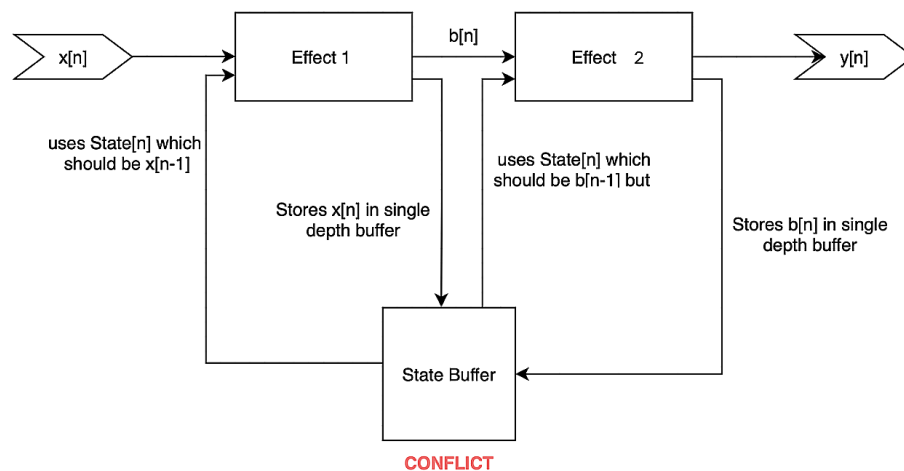 x[n]
Effect 1
b[n]
Effect 2
y[n]
uses State[n] which
should be x[n-1]
uses State[n] which
should be b[n-1] but
Stores x[n] in single
depth buffer
Stores b[n] in single
depth buffer
State Buffer
CONFLICT